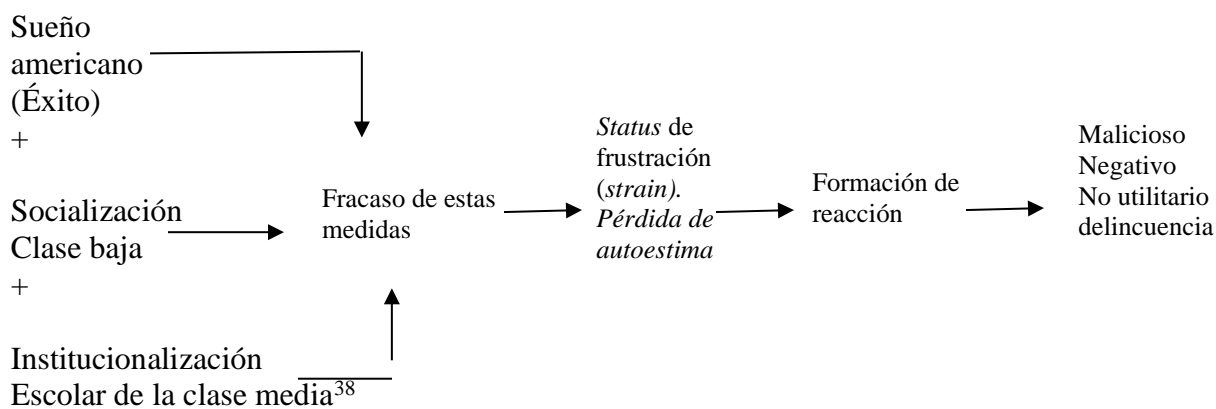 Sueño
americano
(Éxito)
+
Socialización
Clase baja
+
Institucionalización
Escolar de la clase media³⁸
Fracaso de estas
medidas
Status de
frustración
(strain).
Pérdida de
autoestima
Formación de
reacción
Malicioso
Negativo
No utilitario
delincuencia